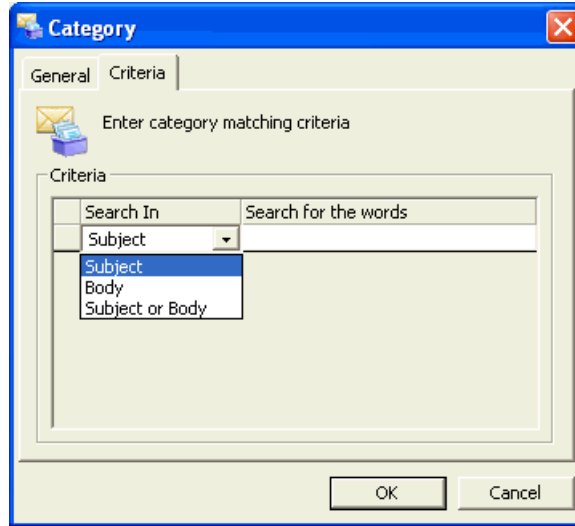 Category
General Criteria
Enter category matching criteria
Criteria
Search In Search for the words
Subject
Subject
Body
Subject or Body
OK Cancel